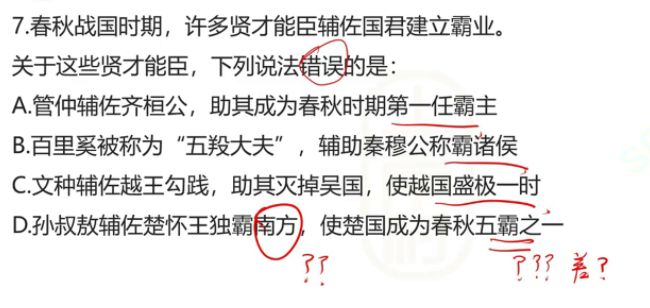 7.春秋战国时期，许多贤才能臣辅佐国君建立霸业。
关于这些贤才能臣，下列说法错误的是：
A.管仲辅佐齐桓公，助其成为春秋时期第一任霸主
B.百里奚被称为“五羖大夫”，辅助秦穆公称霸诸侯
C.文种辅佐越王勾践，助其灭掉吴国，使越国盛极一时
D.孙叔敖辅佐楚怀王独霸南方，使楚国成为春秋五霸之一
?? ??? 楚?